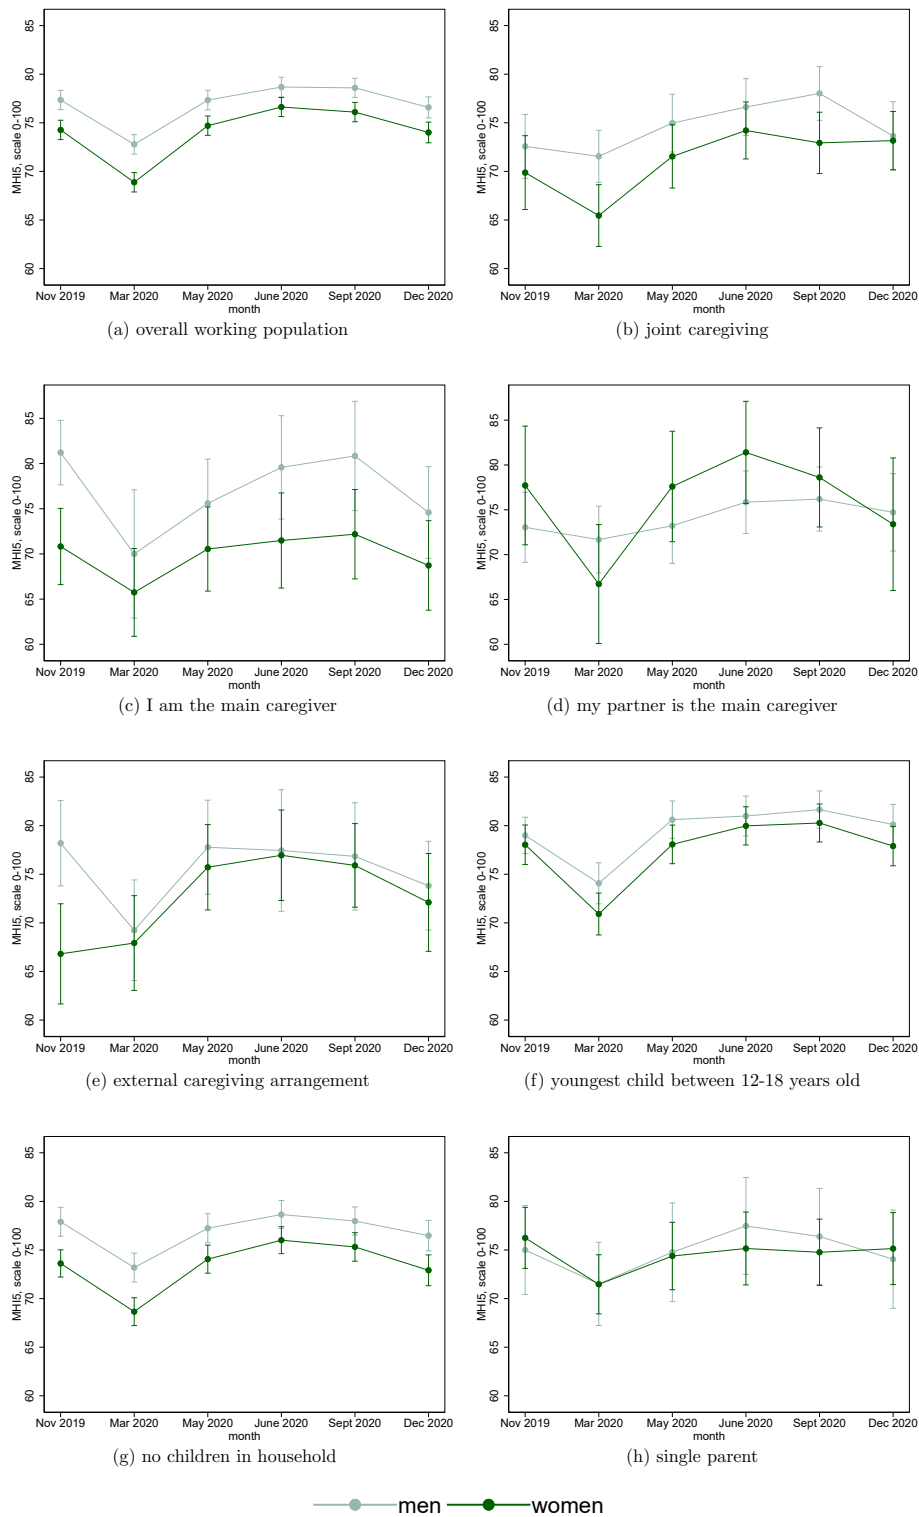 85
80
75
70
65
60
MHI5, scale 0-100
Nov 2019 Mar 2020 May 2020 June 2020 Sept 2020 Dec 2020
month
(a) overall working population
85
80
75
70
65
60
MHI5, scale 0-100
Nov 2019 Mar 2020 May 2020 June 2020 Sept 2020 Dec 2020
month
(b) joint caregiving
85
80
75
70
65
60
MHI5, scale 0-100
Nov 2019 Mar 2020 May 2020 June 2020 Sept 2020 Dec 2020
month
(c) I am the main caregiver
85
80
75
70
65
60
MHI5, scale 0-100
Nov 2019 Mar 2020 May 2020 June 2020 Sept 2020 Dec 2020
month
(d) my partner is the main caregiver
85
80
75
70
65
60
MHI5, scale 0-100
Nov 2019 Mar 2020 May 2020 June 2020 Sept 2020 Dec 2020
month
(e) external caregiving arrangement
85
80
75
70
65
60
MHI5, scale 0-100
Nov 2019 Mar 2020 May 2020 June 2020 Sept 2020 Dec 2020
month
(f) youngest child between 12-18 years old
85
80
75
70
65
60
MHI5, scale 0-100
Nov 2019 Mar 2020 May 2020 June 2020 Sept 2020 Dec 2020
month
(g) no children in household
85
80
75
70
65
60
MHI5, scale 0-100
Nov 2019 Mar 2020 May 2020 June 2020 Sept 2020 Dec 2020
month
(h) single parent
men women